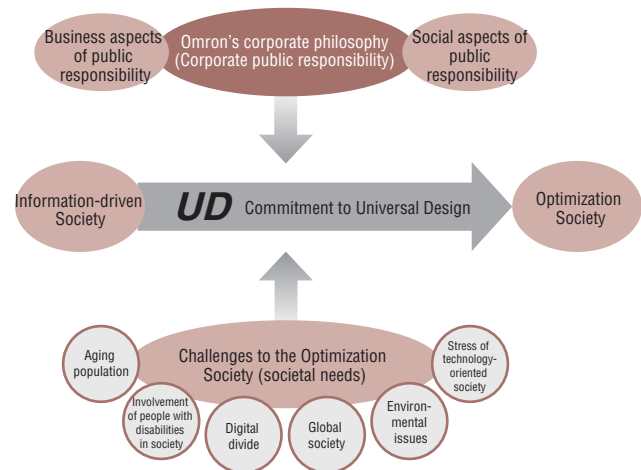 Business aspects
of public
responsibility
Omron's corporate philosophy
(Corporate public responsibility)
Social aspects of
public
responsibility
Information-driven
Society
UD Commitment to Universal Design
Optimization
Society
Challenges to the Optimization
Society (societal needs)
Aging
population
Involvement
of people with
disabilities
in society
Digital
divide
Global
society
Environ-
mental
issues
Stress of
technology-
oriented
society